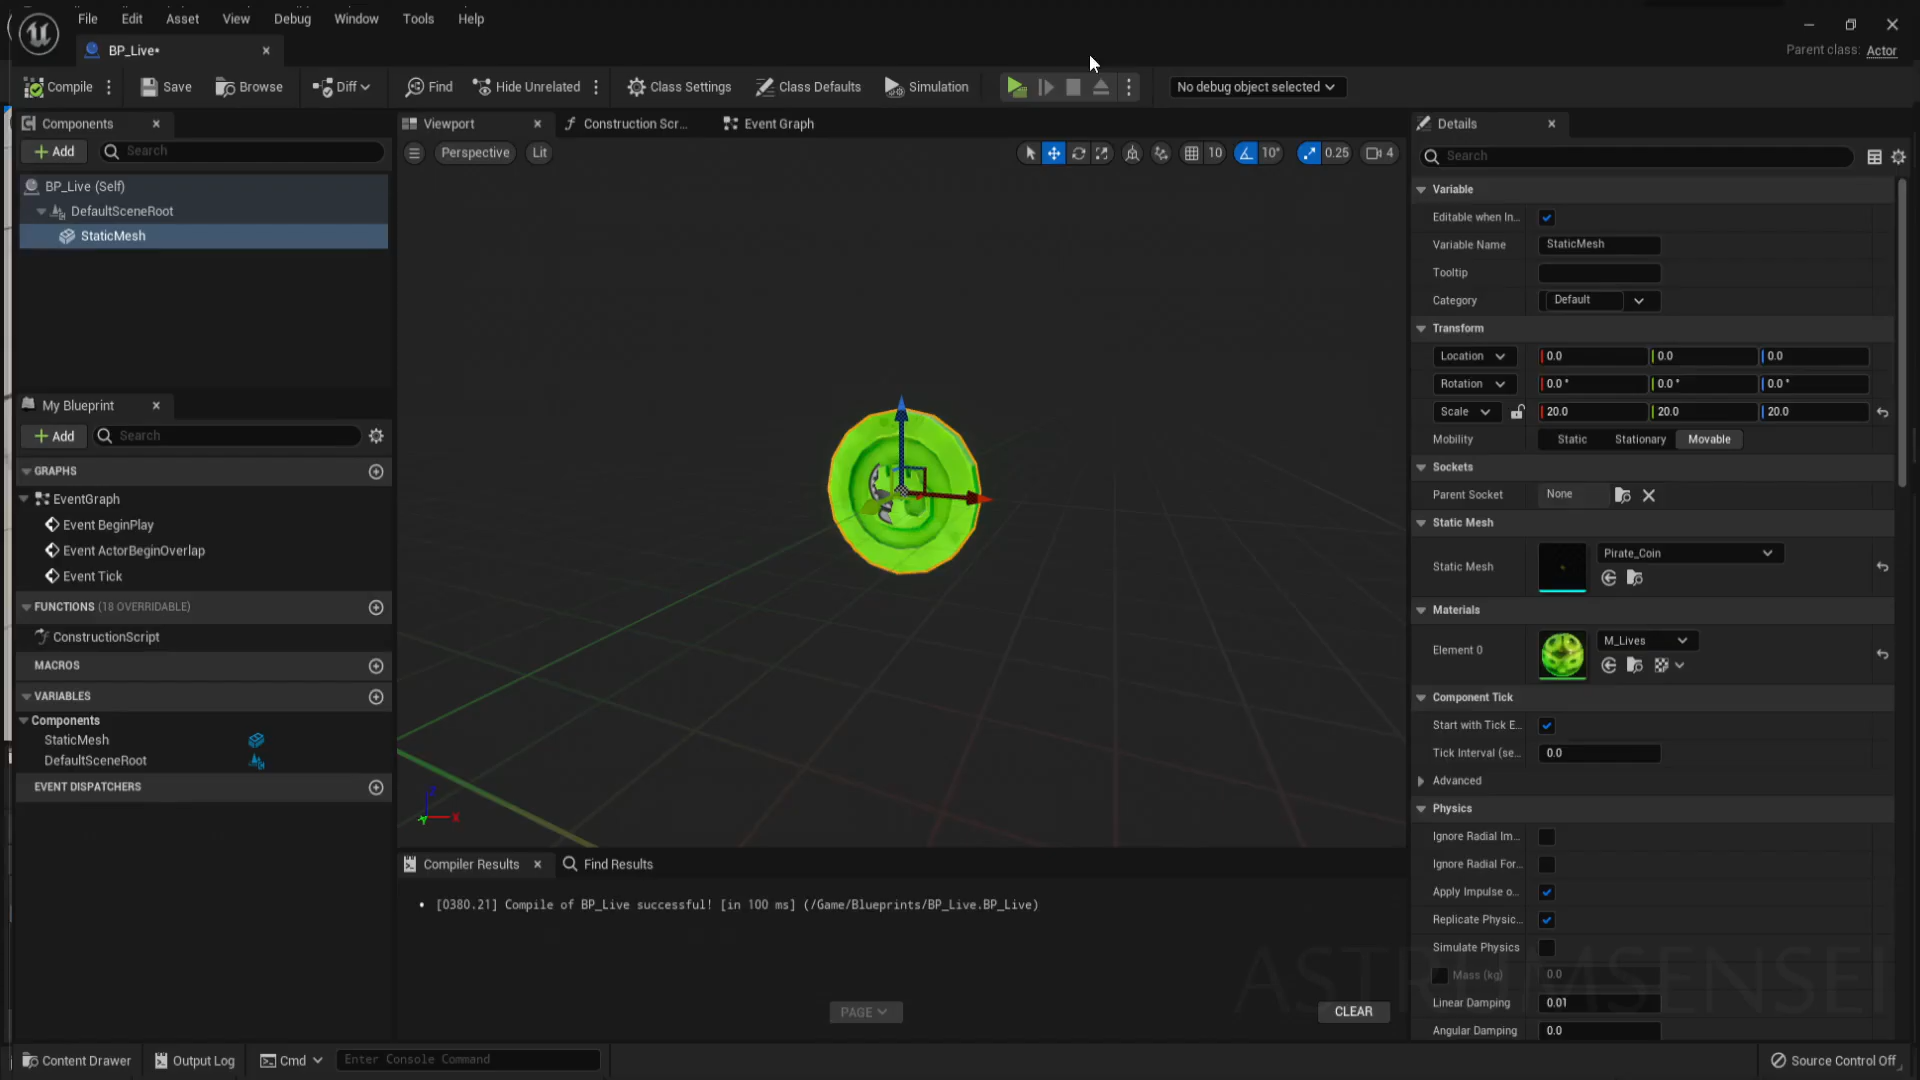 File Edit Asset View Debug Window Tools Help
BP_Live*
Parent class: Actor
Compile Save Browse Diff Find Hide Unrelated Class Settings Class Defaults Simulation No debug object selected
Components
Add Search
BP_Live (Self)
DefaultSceneRoot
StaticMesh
My Blueprint
Add Search
GRAPHS
EventGraph
Event BeginPlay
Event ActorBeginOverlap
Event Tick
FUNCTIONS (18 OVERRIDABLE)
ConstructionScript
MACROS
VARIABLES
Components
StaticMesh
DefaultSceneRoot
EVENT DISPATCHERS
Viewport Construction Scr... Event Graph
Perspective Lit 10 10° 0.25 4
Z
X
Y
Compiler Results Find Results
• [0380.21] Compile of BP_Live successful! [in 100 ms] (/Game/Blueprints/BP_Live.BP_Live)
PAGE CLEAR
Details
Search
Variable
Editable when In...
Variable Name StaticMesh
Tooltip
Category Default
Transform
Location 0.0 0.0 0.0
Rotation 0.0° 0.0° 0.0°
Scale 20.0 20.0 20.0
Mobility Static Stationary Movable
Sockets
Parent Socket None
Static Mesh
Static Mesh Pirate_Coin
Materials
Element 0 M_Lives
Component Tick
Start with Tick E...
Tick Interval (se... 0.0
Advanced
Physics
Ignore Radial Im...
Ignore Radial For...
Apply Impulse o...
Replicate Physic...
Simulate Physics
Mass (kg) 0.0
Linear Damping 0.01
Angular Damping 0.0
ASTRUMSENSEI
Content Drawer Output Log Cmd Enter Console Command Source Control Off